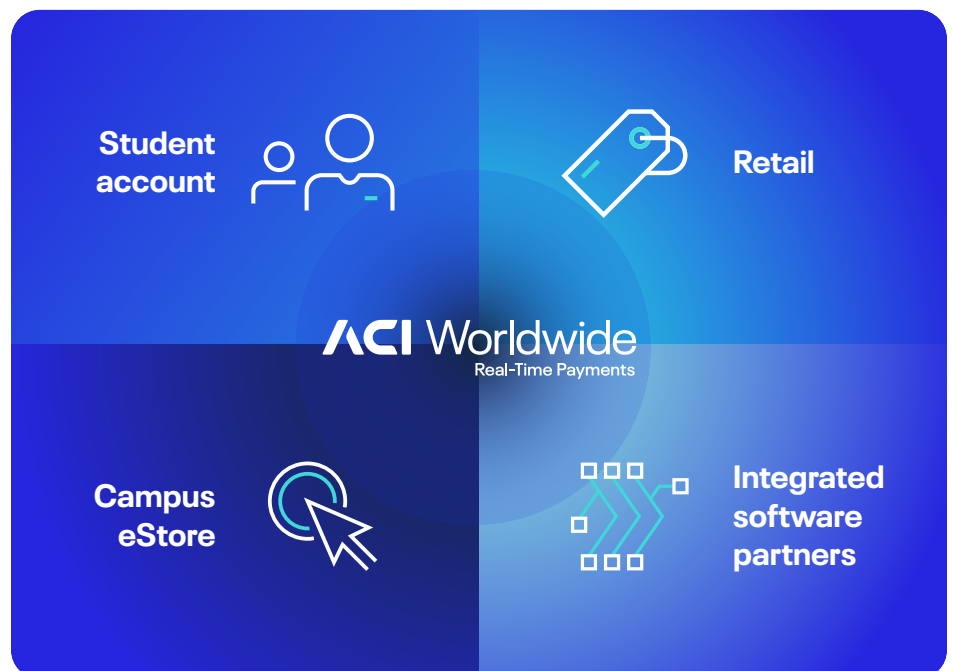 Student
account
Retail
ACI Worldwide
Real-Time Payments
Campus
eStore
Integrated
software
partners